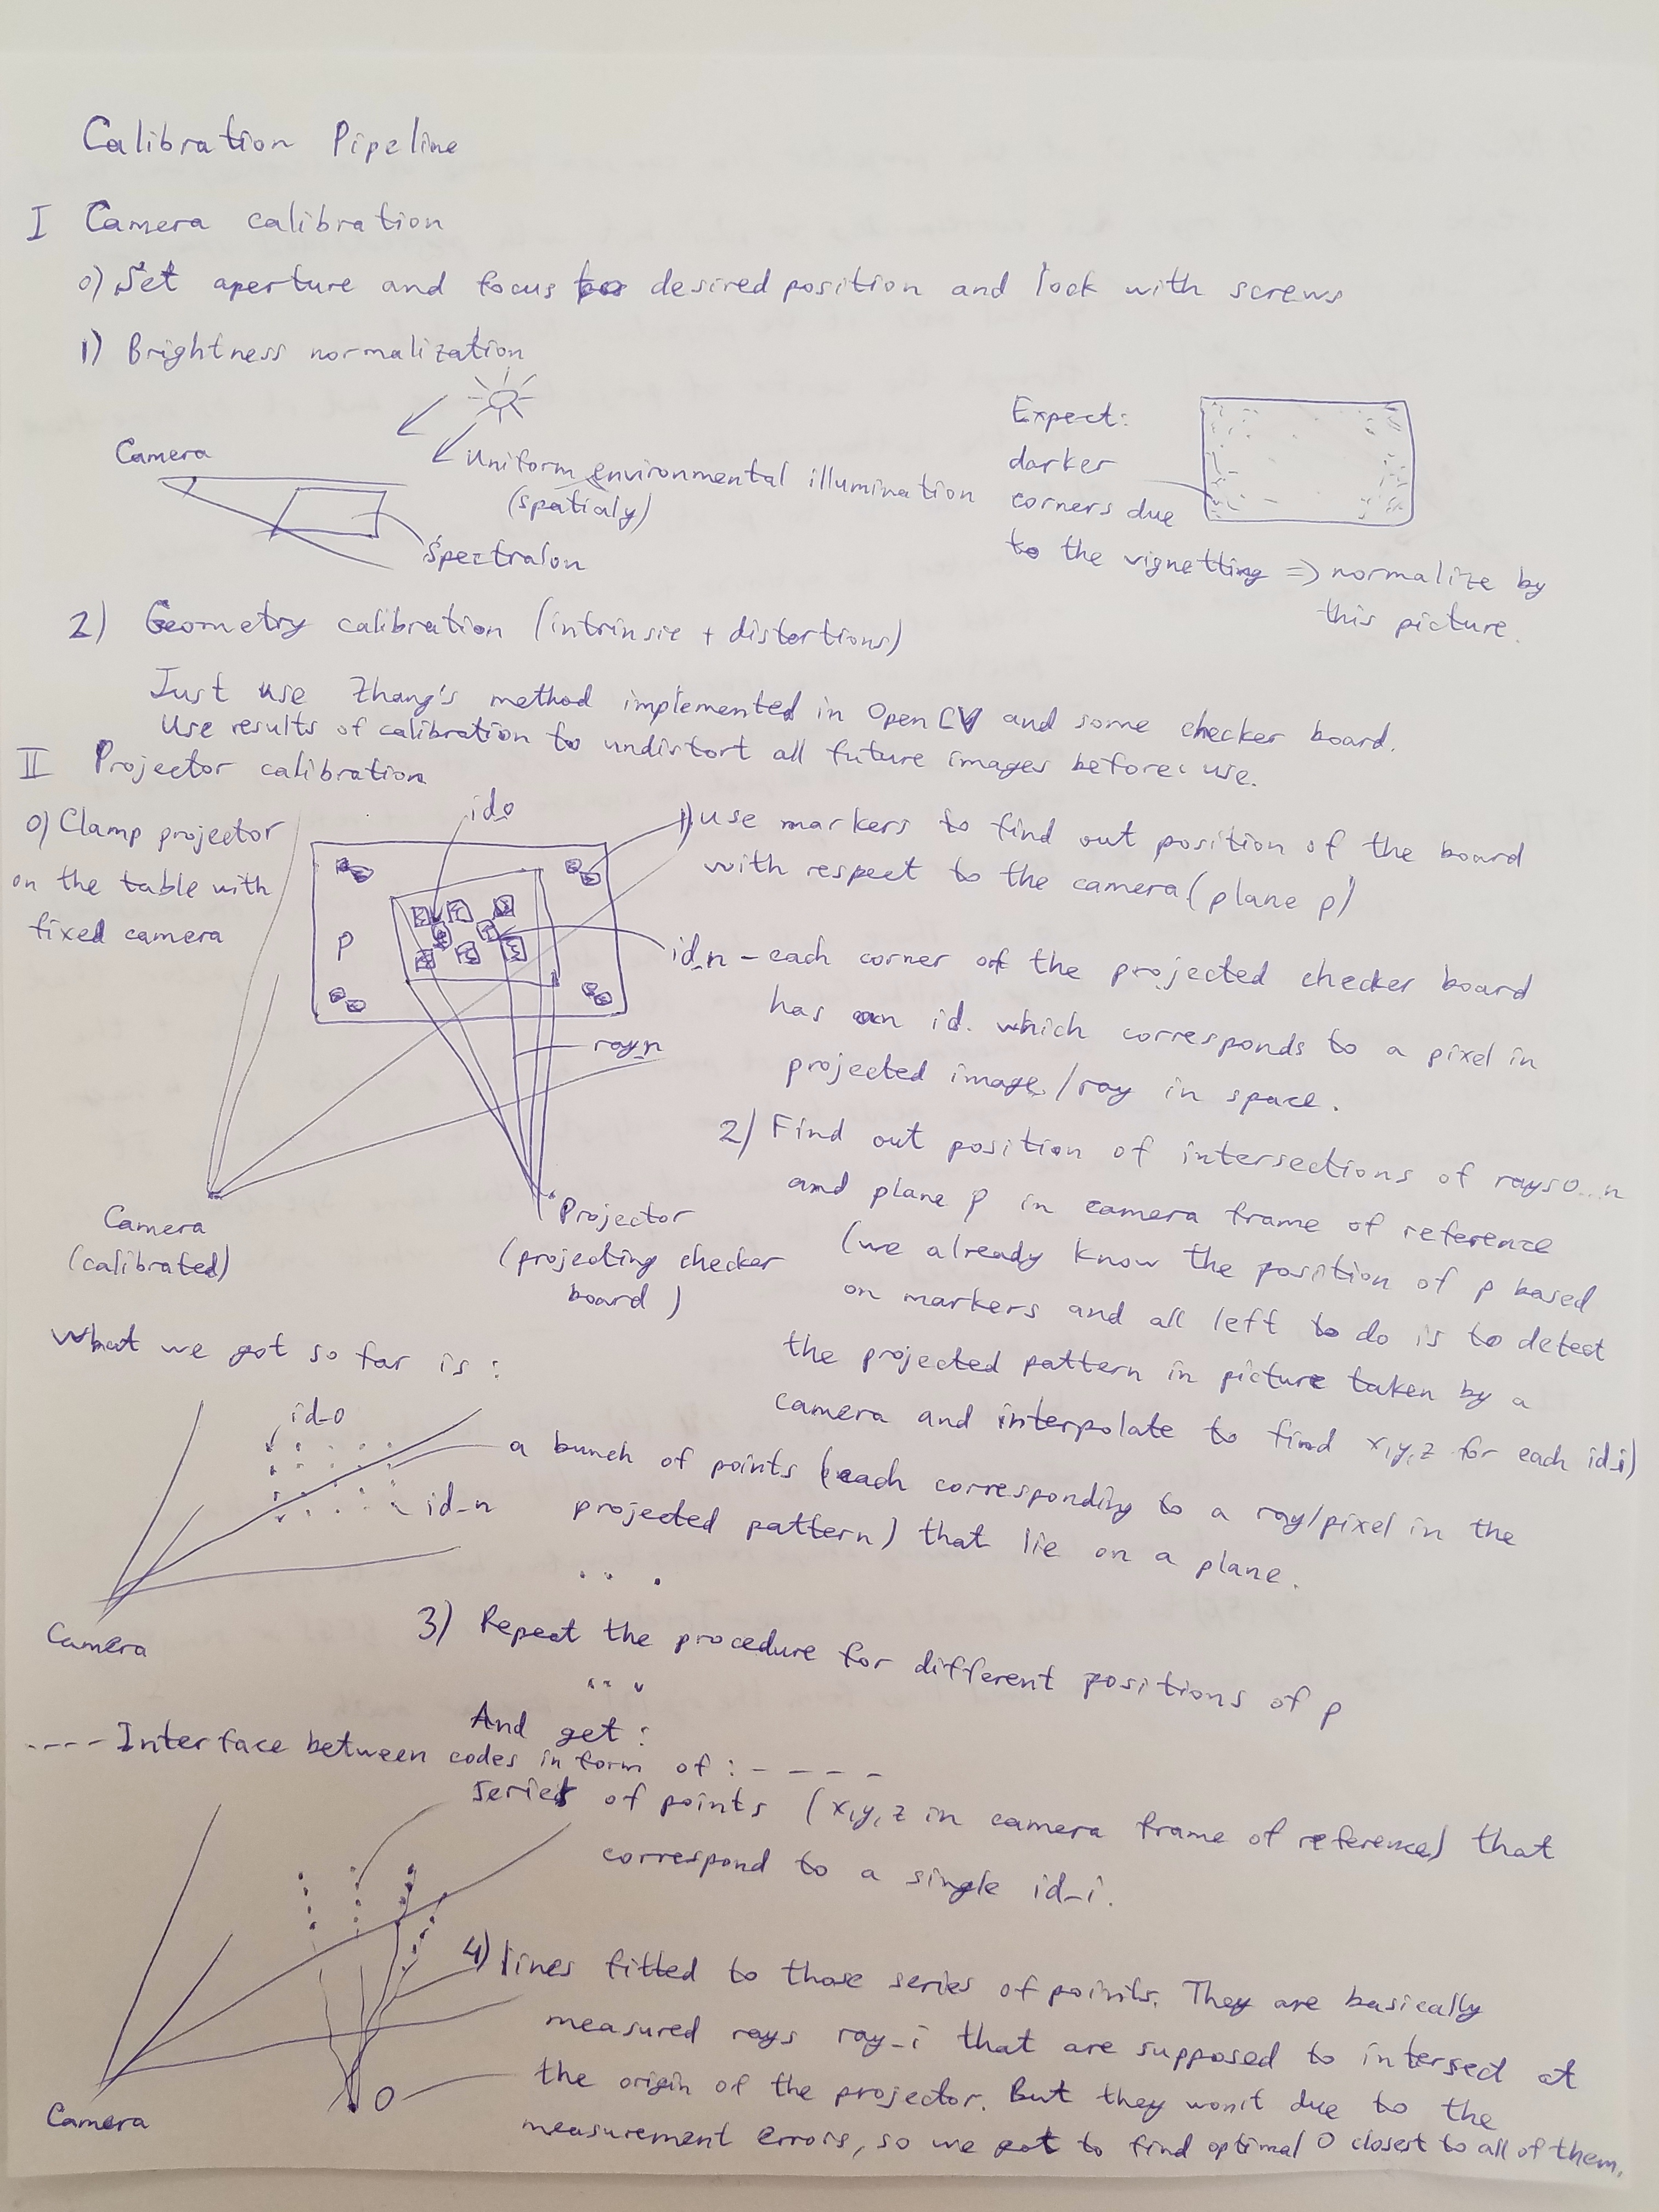 Calibration Pipeline
I Camera calibration
0) Set aperture and focus to desired position and lock with screws
1) Brightness normalization
Camera
Uniform environmental illumination
(spatialy)
Spectralon
Expect:
darker
corners due
to the vignetting => normalize by
this picture.
2) Geometry calibration (intrinsic + distortions)
Just use Zhang's method implemented in OpenCV and some checker board.
Use results of calibration to undistort all future images before use.
II Projector calibration
0) Clamp projector
on the table with
fixed camera
id_0
p
1) use markers to find out position of the board
with respect to the camera (plane p)
id_n - each corner of the projected checker board
has an id. which corresponds to a pixel in
projected image/ray in space.
ray_n
Camera
(calibrated)
Projector
(projecting checker
board)
2) Find out position of intersections of rays 0...n
and plane p in camera frame of reference
(we already know the position of p based
on markers and all left to do is to detect
the projected pattern in picture taken by a
camera and interpolate to find x,y,z for each id_i)
What we got so far is:
id_0
id_n
Camera
a bunch of points (each corresponding to a ray/pixel in the
projected pattern) that lie on a plane.
...
3) Repeat the procedure for different positions of p
...
And get:
---- Interface between codes in form of: - - - -
series of points (x,y,z in camera frame of reference) that
correspond to a single id_i.
4) lines fitted to those series of points. They are basically
measured rays ray_i that are supposed to intersect at
the origin of the projector. But they won't due to the
measurement errors, so we got to find optimal O closest to all of them.
O
Camera